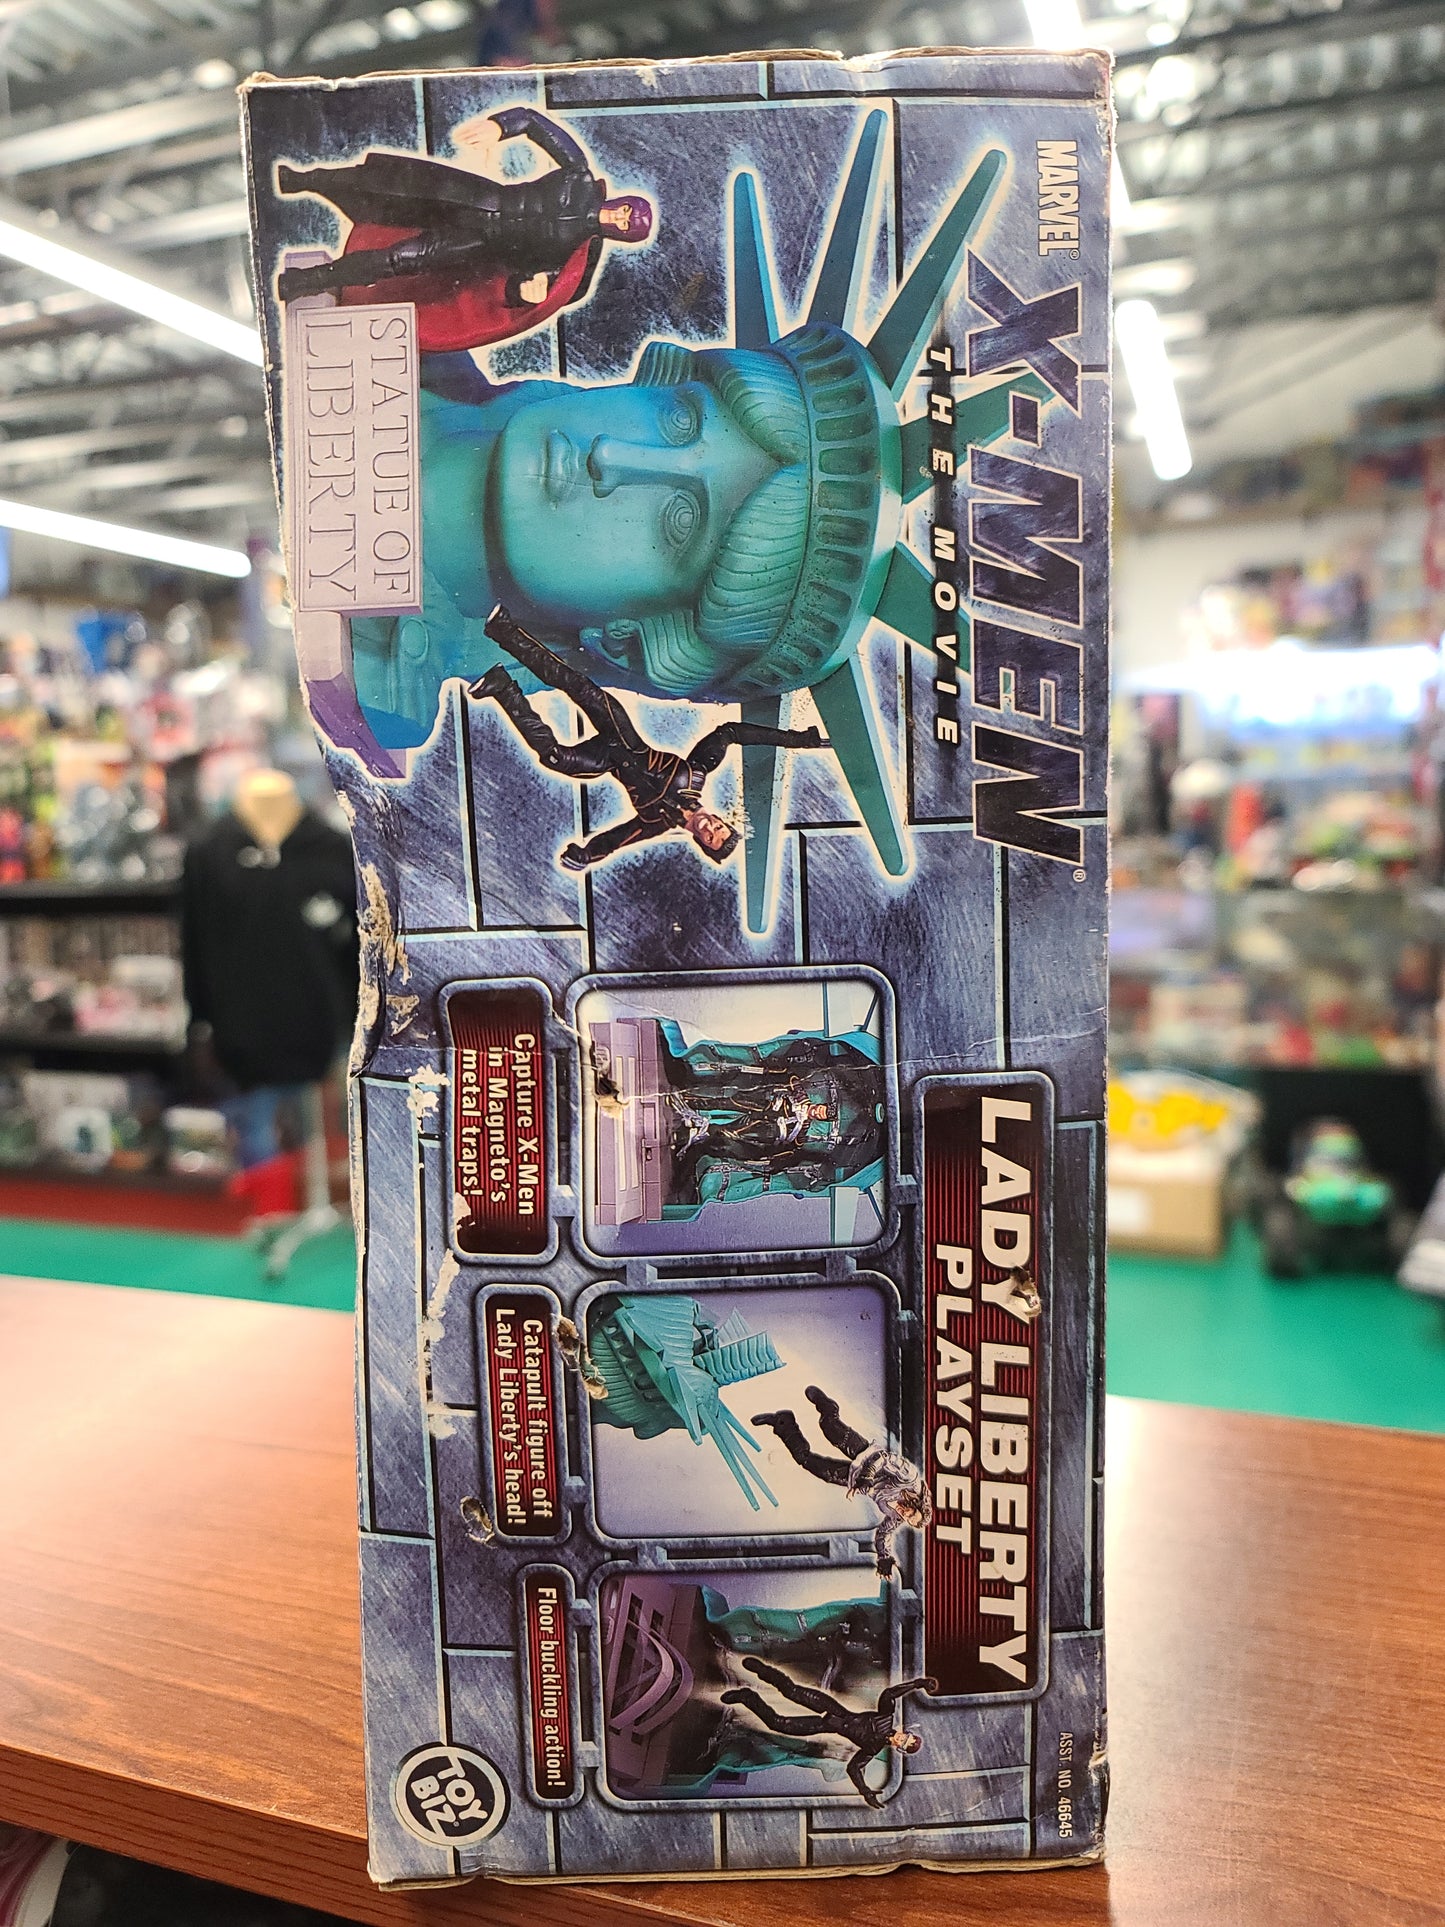 MARVEL®
X-MEN®
THE MOVIE
STATUE OF
LIBERTY
LADY LIBERTY
PLAYSET
Capture X-Men
in Magneto's
metal traps!
Catapult figure off
Lady Liberty's head!
Floor buckling action!
ASST. NO. 46645
TOY
BIZ®